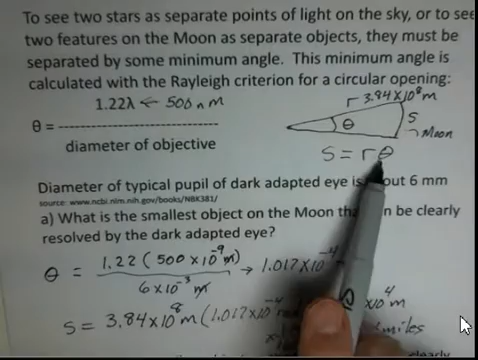 To see two stars as separate points of light on the sky, or to see
two features on the Moon as separate objects, they must be
separated by some minimum angle. This minimum angle is
calculated with the Rayleigh criterion for a circular opening:
1.22λ ← 500 nM
θ =
diameter of objective
r 3.84×10⁸ m
θ
S
Moon
S = rθ
Diameter of typical pupil of dark adapted eye is out 6 mm
source: www.ncbi.nlm.nih.gov/books/NBK381/
a) What is the smallest object on the Moon tha n be clearly
resolved by the dark adapted eye?
θ = 1.22 (500 ×10⁻⁹ m) → 1.017×10⁻⁴
6 ×10⁻³ m
S = 3.84×10⁸ m (1.017×10⁻⁴ ×10⁴ m
miles